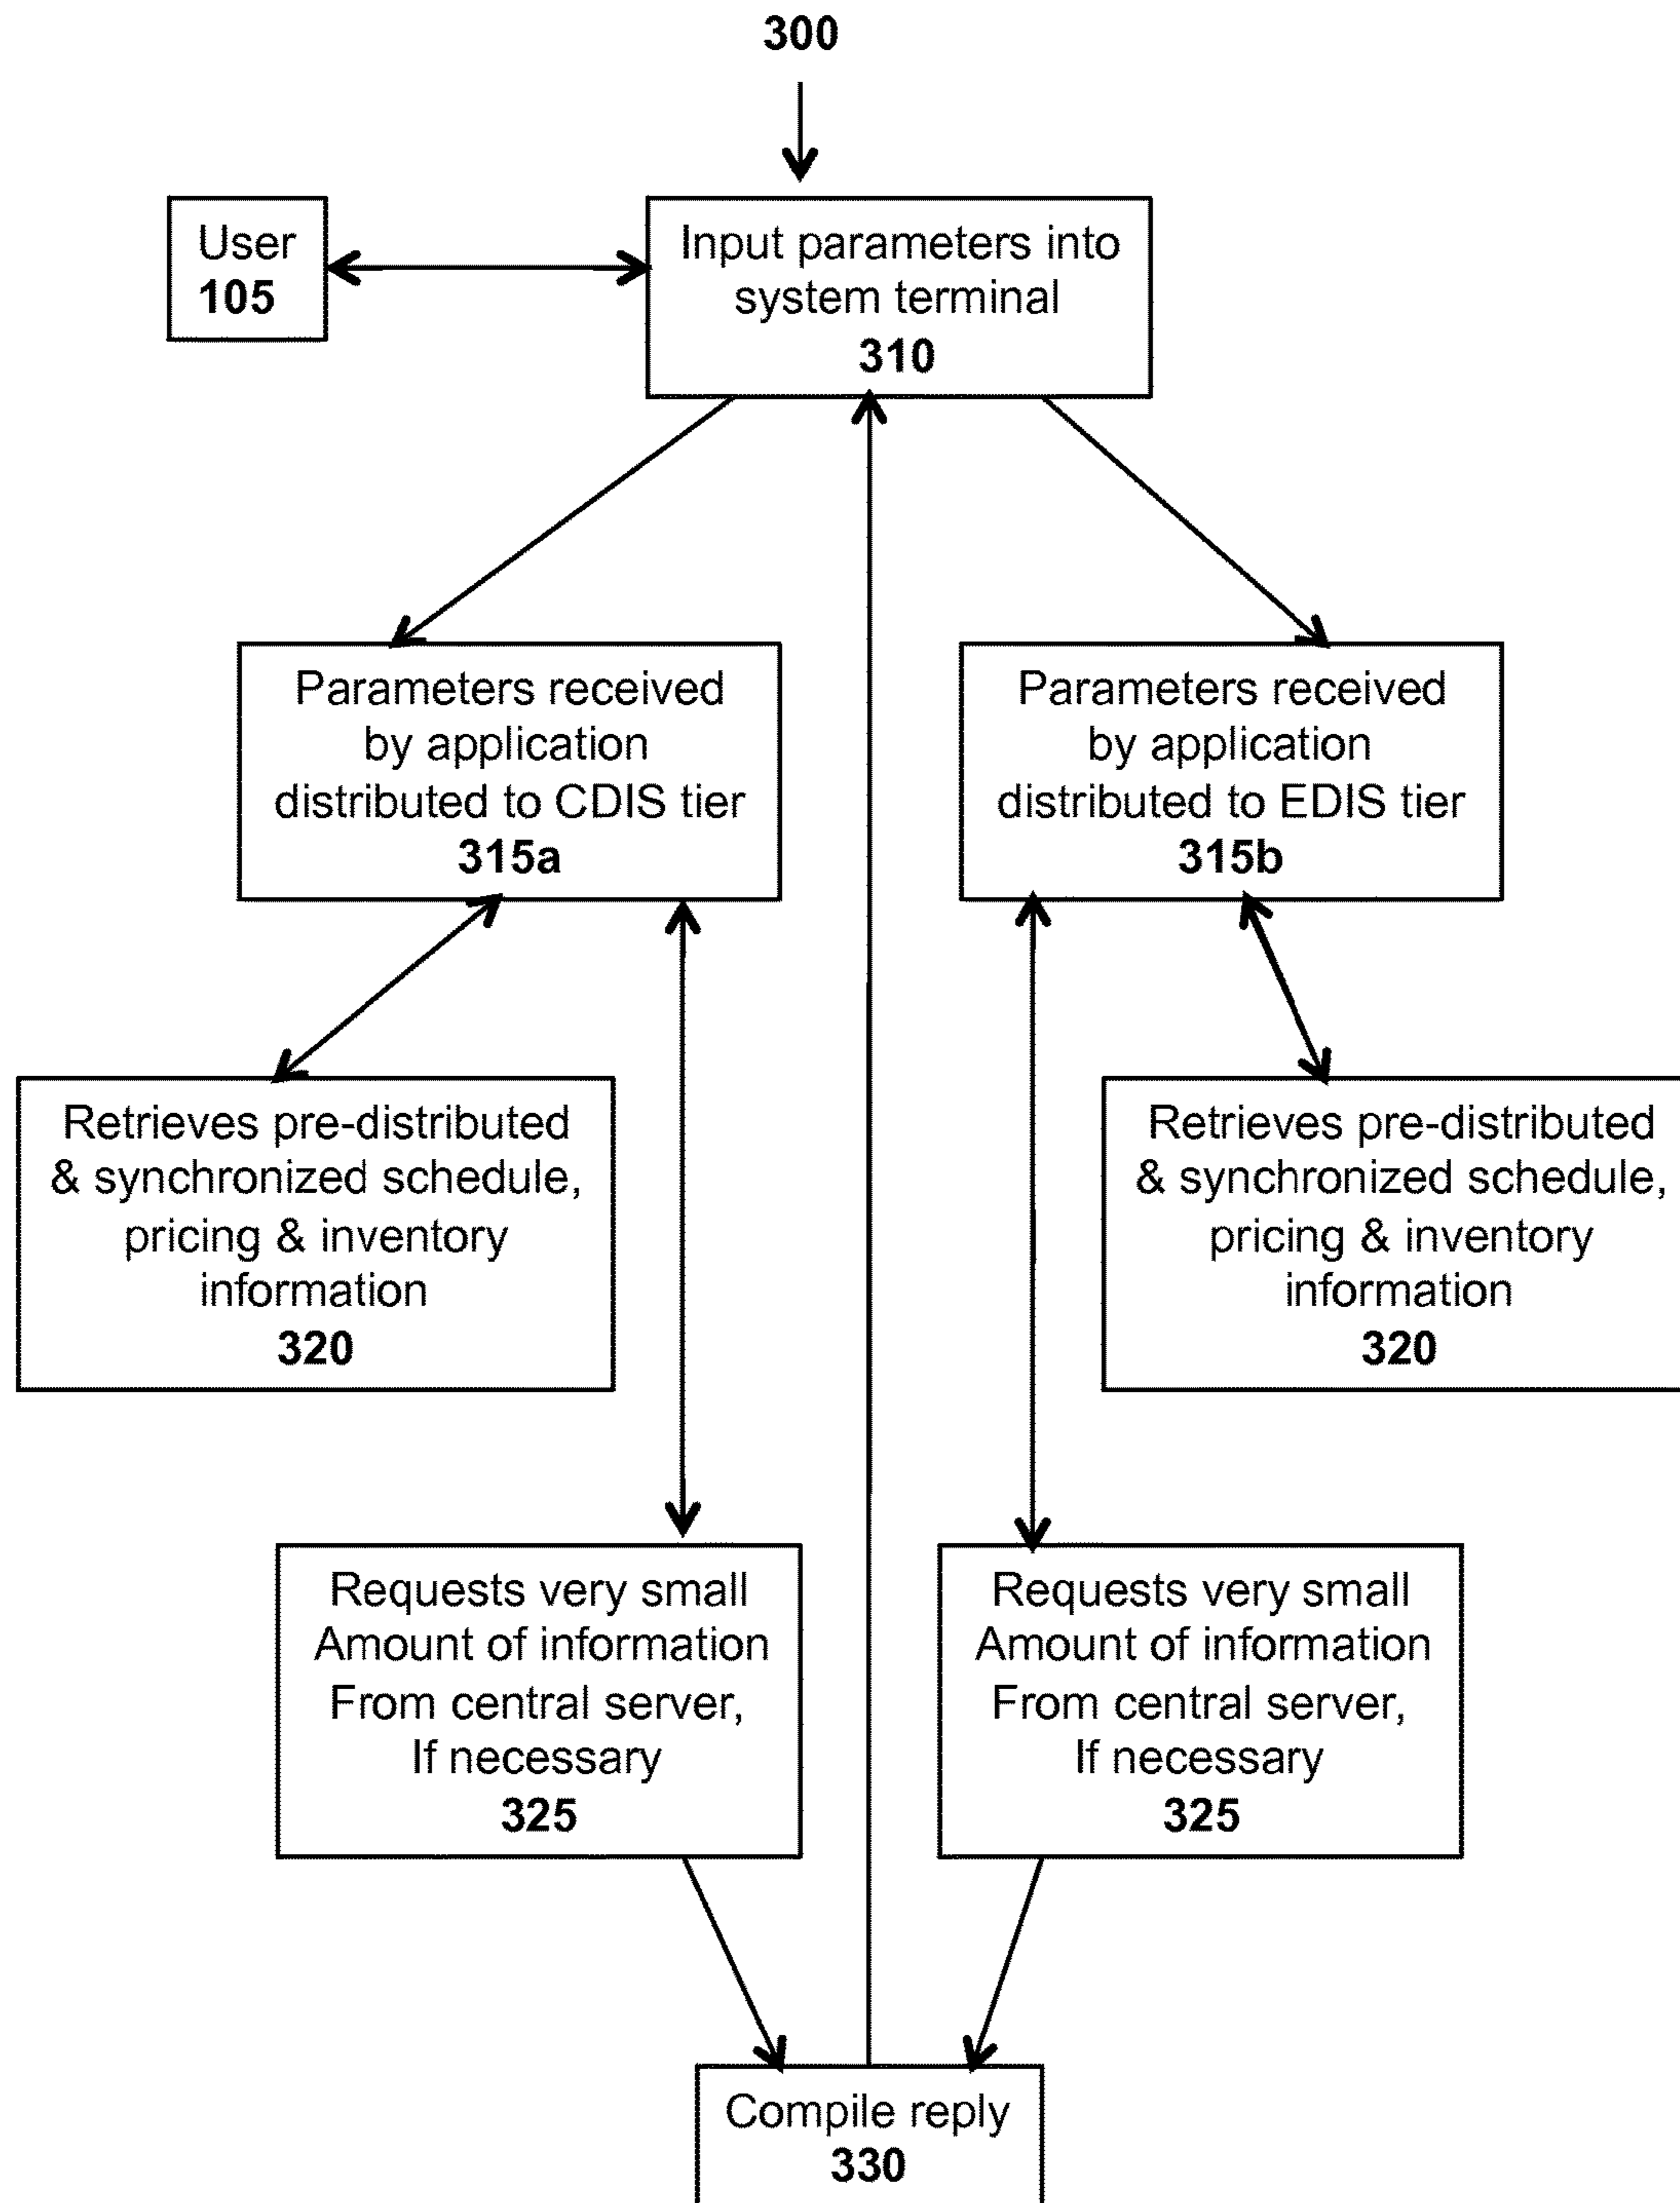 300
User
105
Input parameters into
system terminal
310
Parameters received
by application
distributed to CDIS tier
315a
Parameters received
by application
distributed to EDIS tier
315b
Retrieves pre-distributed
& synchronized schedule,
pricing & inventory
information
320
Retrieves pre-distributed
& synchronized schedule,
pricing & inventory
information
320
Requests very small
Amount of information
From central server,
If necessary
325
Requests very small
Amount of information
From central server,
If necessary
325
Compile reply
330